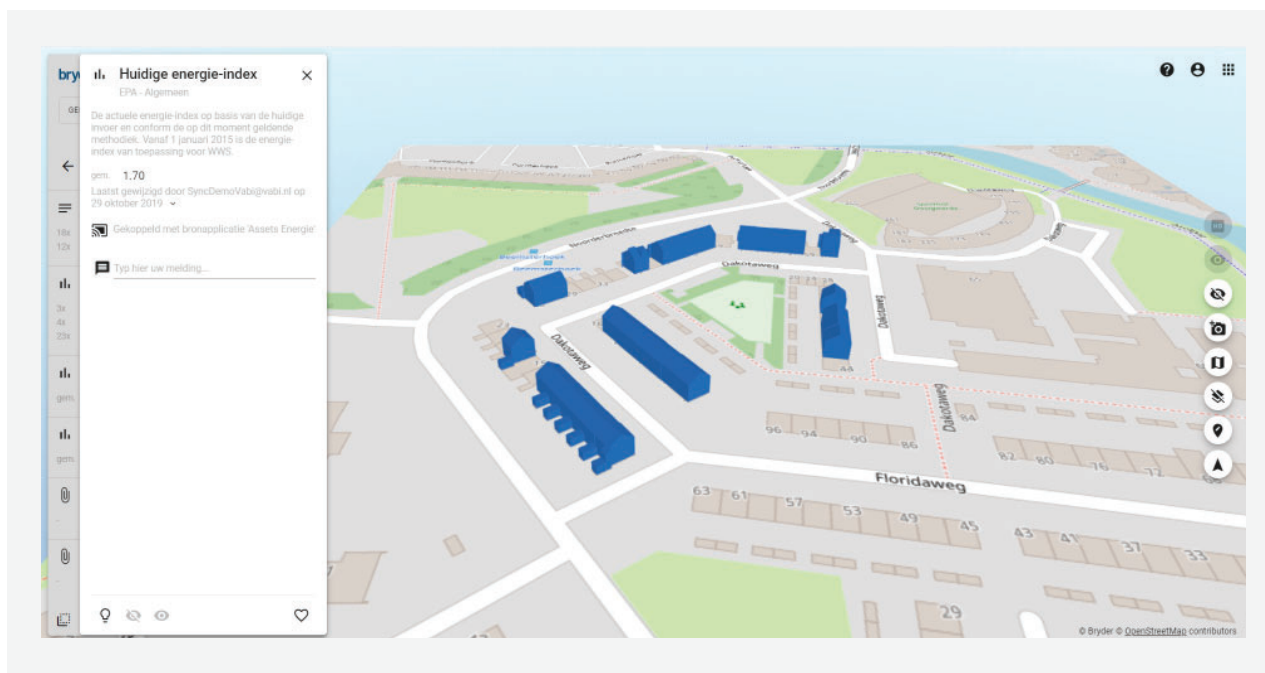 bry
GE
18x
12x
3x
4x
23x
gem.
gem.
Huidige energie-index
EPA - Algemeen
De actuele energie-index op basis van de huidige
invoer en conform de op dit moment geldende
methodiek. Vanaf 1 januari 2015 is de energie-
index van toepassing voor WWS.
gem. 1.70
Laatst gewijzigd door SyncDemoVabi@vabi.nl op
29 oktober 2019
Gekoppeld met bronapplicatie 'Assets Energie'
Typ hier uw melding...
Noorderbreedte
Dakotaweg
Dakotaweg
Dakotaweg
Dakotaweg
21
44
96 94 90 86
84
82 80 76 72
Floridaweg
63 61 57 53 49 45 43 41 37 33
29
© Bryder © OpenStreetMap contributors